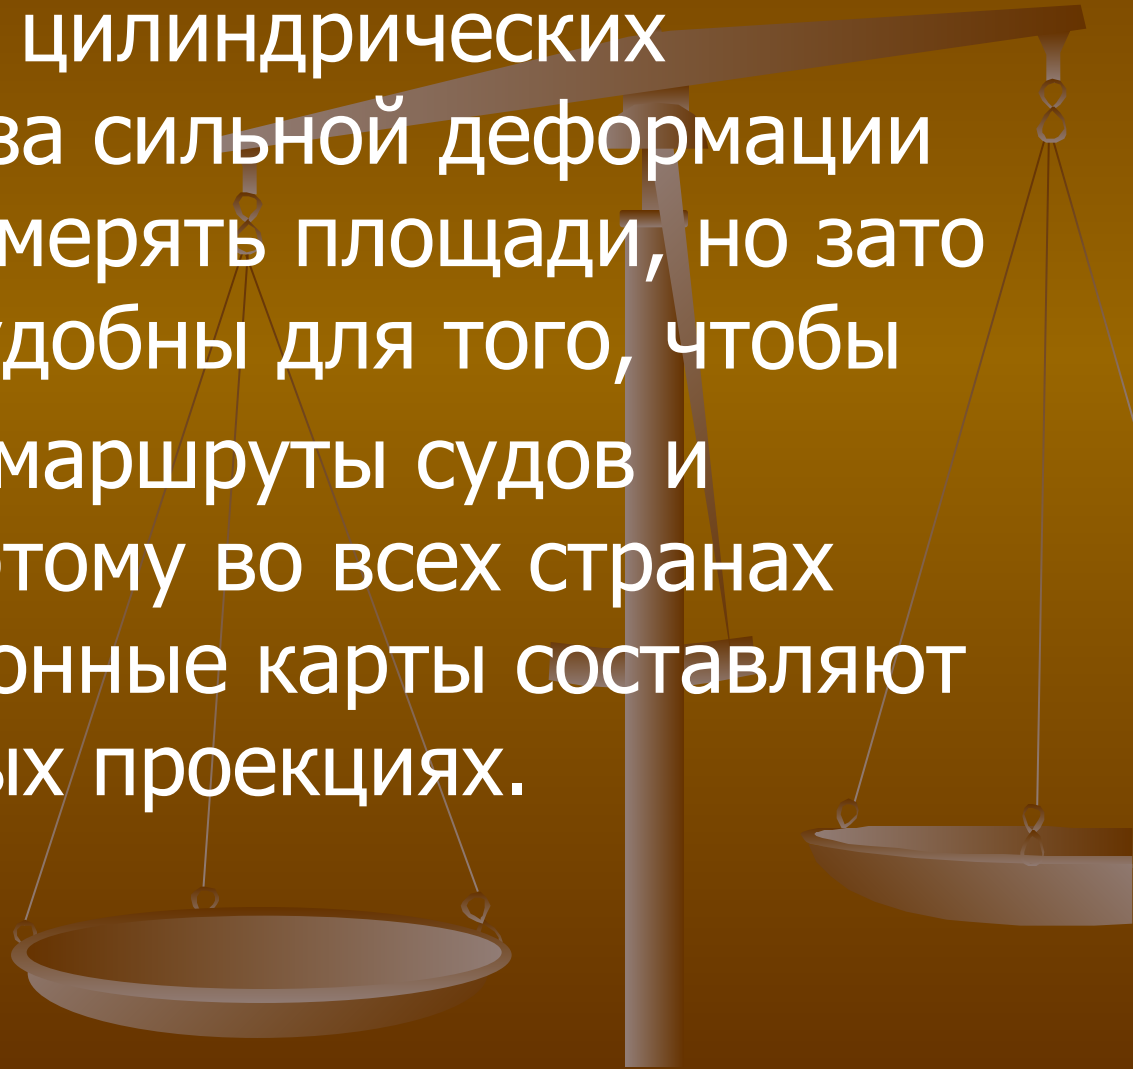 цилиндрических
за сильной деформации
мерять площади, но зато
удобны для того, чтобы
маршруты судов и
этому во всех странах
онные карты составляют
ых проекциях.